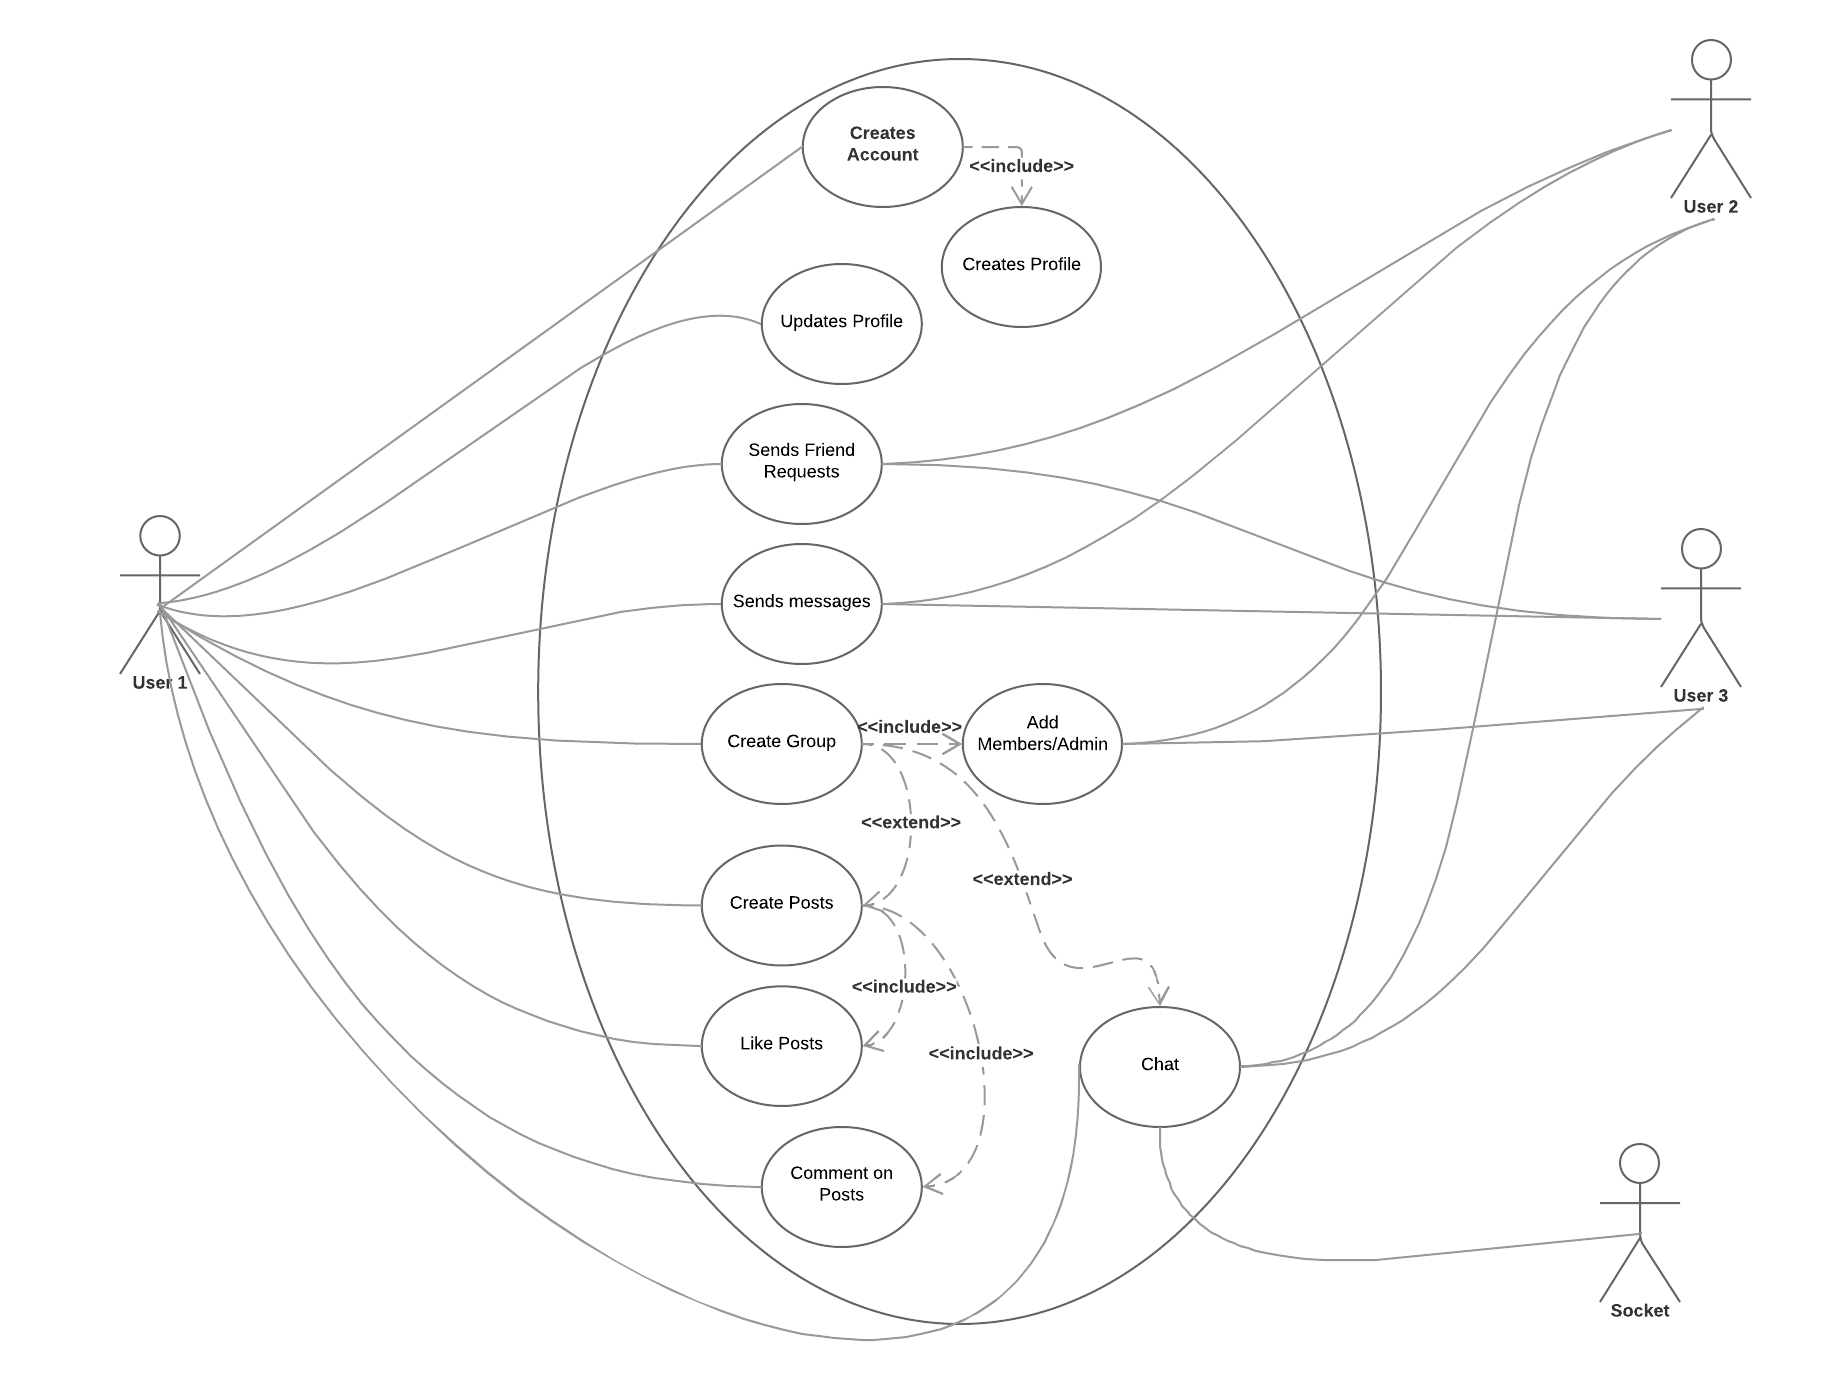 Creates
Account
<<include>>
User 2
Creates Profile
Updates Profile
Sends Friend
Requests
Sends messages
User 1
User 3
Create Group
<<include>>
Add
Members/Admin
<<extend>>
<<extend>>
Create Posts
<<include>>
Like Posts
<<include>>
Chat
Comment on
Posts
Socket